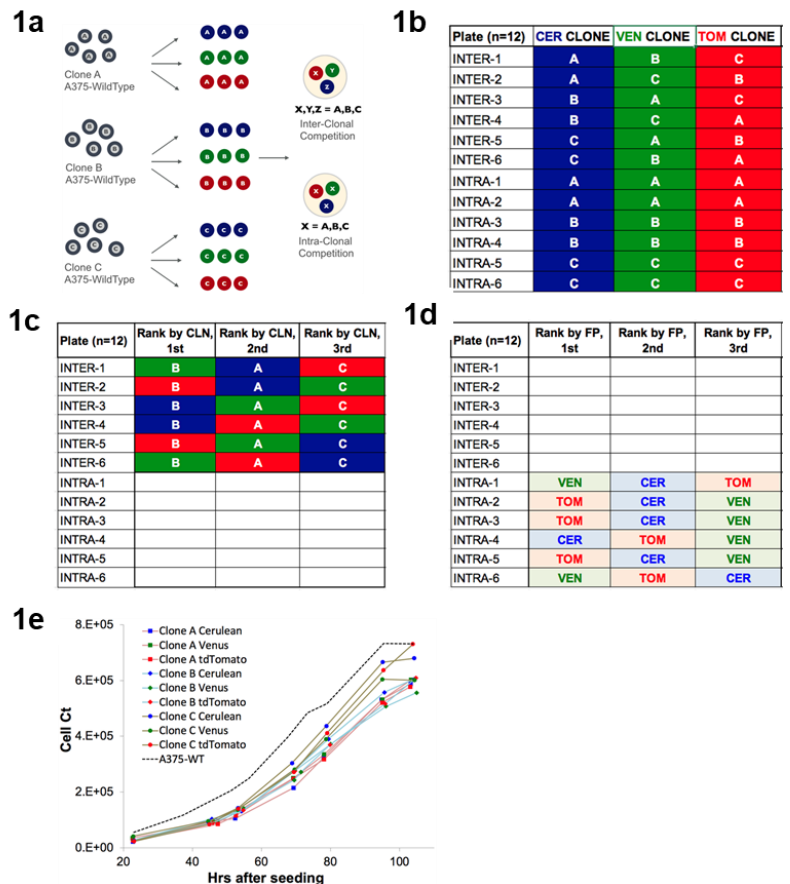 1a
Clone A
A375-WildType
A A A A A
A A A
A A A
A A A
Clone B
A375-WildType
B B B B B
B B B
B B B
B B B
Clone C
A375-WildType
C C C C C
C C C
C C C
C C C
X Y Z
X,Y,Z = A,B,C
Inter-Clonal
Competition
X X X
X = A,B,C
Intra-Clonal
Competition
1b
Plate (n=12) CER CLONE VEN CLONE TOM CLONE
INTER-1 A B C
INTER-2 A C B
INTER-3 B A C
INTER-4 B C A
INTER-5 C A B
INTER-6 C B A
INTRA-1 A A A
INTRA-2 A A A
INTRA-3 B B B
INTRA-4 B B B
INTRA-5 C C C
INTRA-6 C C C
1c
Plate (n=12) Rank by CLN, 1st Rank by CLN, 2nd Rank by CLN, 3rd
INTER-1 B A C
INTER-2 B A C
INTER-3 B A C
INTER-4 B A C
INTER-5 B A C
INTER-6 B A C
INTRA-1
INTRA-2
INTRA-3
INTRA-4
INTRA-5
INTRA-6
1d
Plate (n=12) Rank by FP, 1st Rank by FP, 2nd Rank by FP, 3rd
INTER-1
INTER-2
INTER-3
INTER-4
INTER-5
INTER-6
INTRA-1 VEN CER TOM
INTRA-2 TOM CER VEN
INTRA-3 TOM CER VEN
INTRA-4 CER TOM VEN
INTRA-5 TOM CER VEN
INTRA-6 VEN TOM CER
1e
8.E+05
6.E+05
4.E+05
2.E+05
0.E+00
Cell Ct
Clone A Cerulean
Clone A Venus
Clone A tdTomato
Clone B Cerulean
Clone B Venus
Clone B tdTomato
Clone C Cerulean
Clone C Venus
Clone C tdTomato
A375-WT
20 40 60 80 100
Hrs after seeding